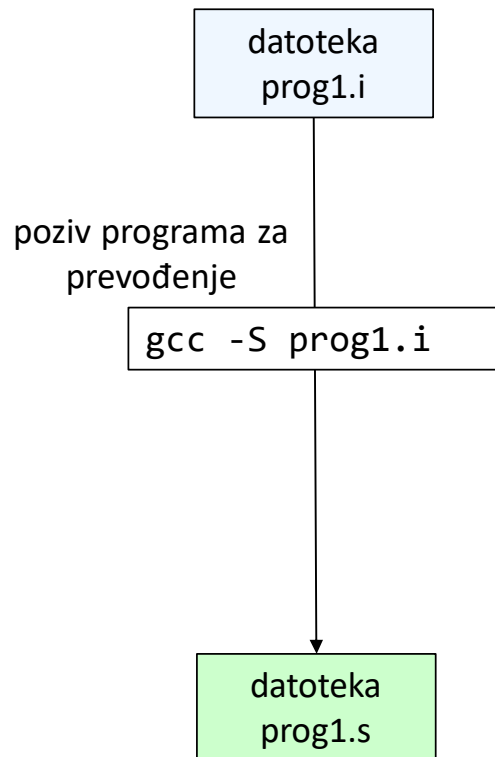 datoteka
prog1.i
poziv programa za
prevođenje
gcc -S prog1.i
datoteka
prog1.s